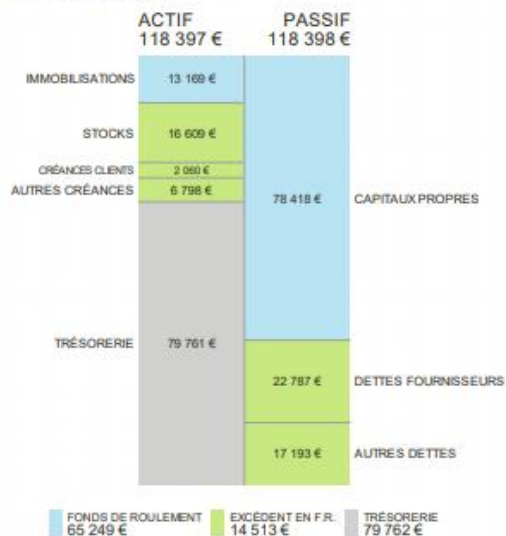 ACTIF
118 397 €
PASSIF
118 398 €
IMMOBILISATIONS
13 169 €
STOCKS
16 609 €
CRÉANCES CLIENTS
2 060 €
AUTRES CRÉANCES
6 798 €
78 418 €
CAPITAUX PROPRES
TRÉSORERIE
79 761 €
22 787 €
DETTES FOURNISSEURS
17 193 €
AUTRES DETTES
FONDS DE ROULEMENT
65 249 €
EXCÉDENT EN F.R.
14 513 €
TRÉSORERIE
79 762 €